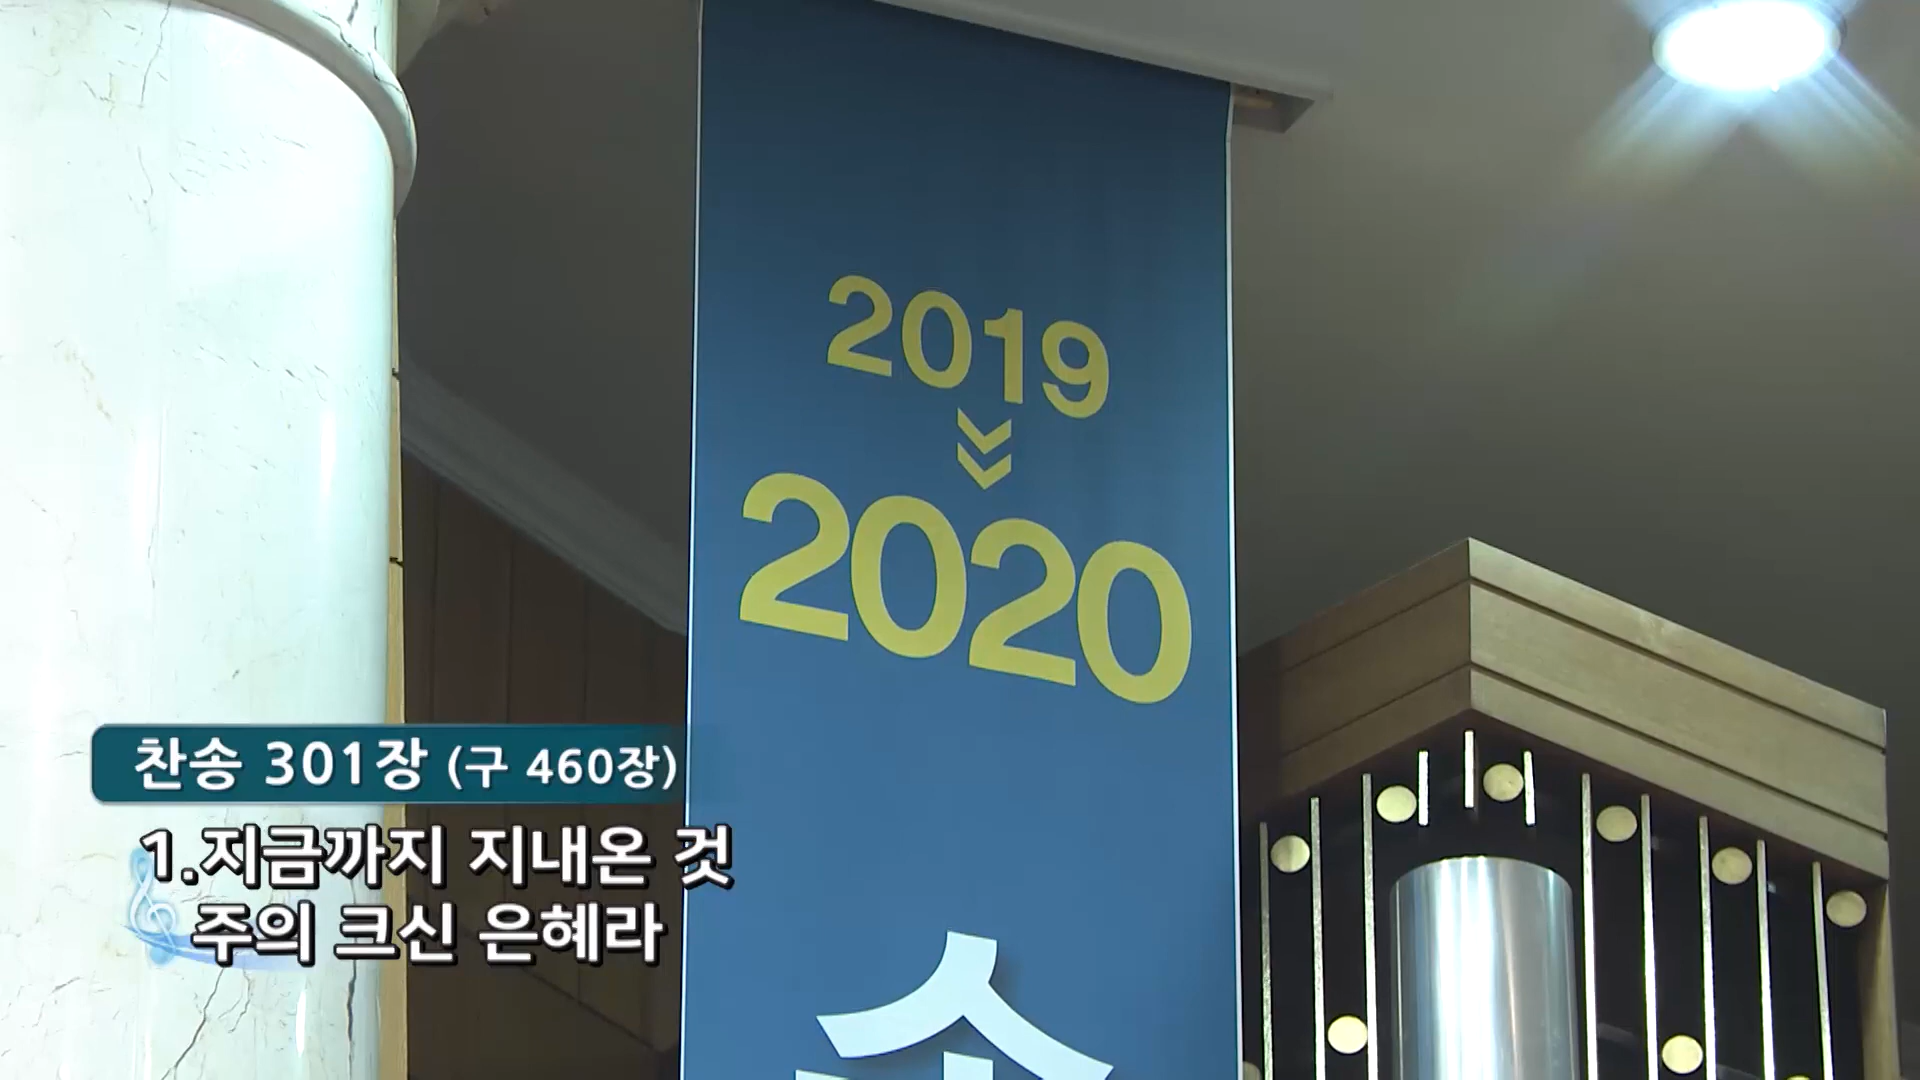 2019
2020
찬송 301장 (구 460장)
1.지금까지 지내온 것
주의 크신 은혜라